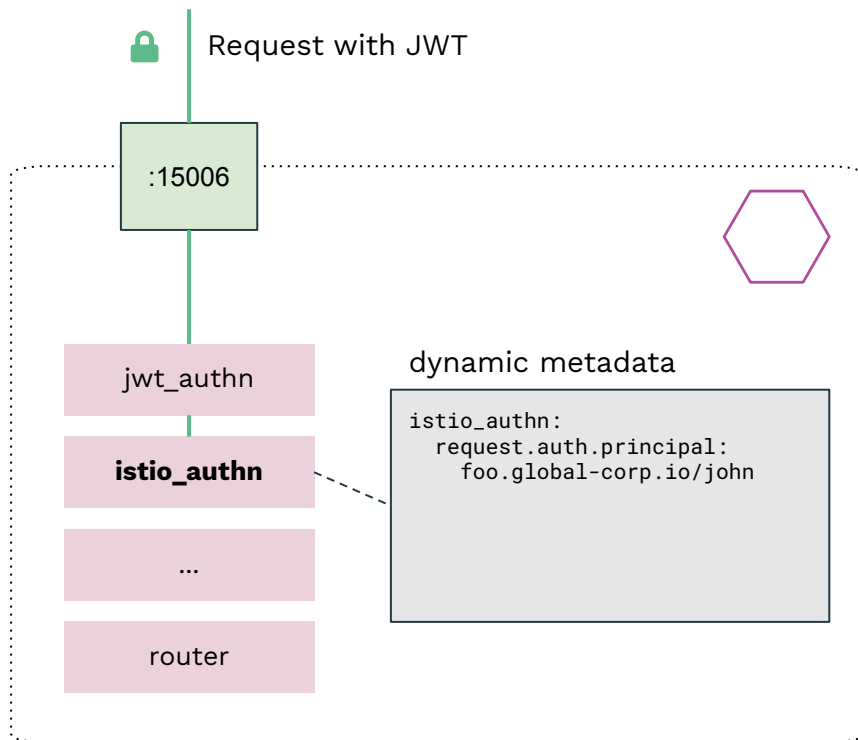 Request with JWT
:15006
jwt_authn
dynamic metadata
istio_authn:
request.auth.principal:
foo.global-corp.io/john
istio_authn
...
router